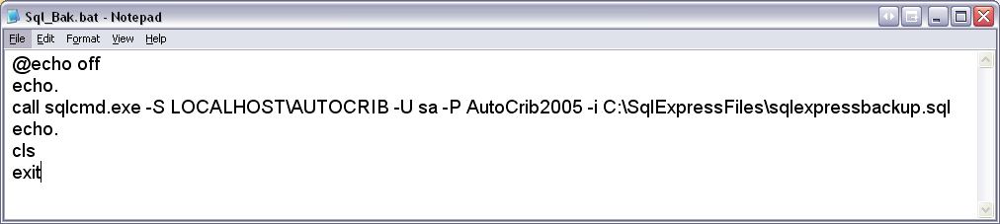 Sql_Bak.bat - Notepad
File Edit Format View Help
@echo off
echo.
call sqlcmd.exe -S LOCALHOST\AUTOCRIB -U sa -P AutoCrib2005 -i C:\SqlExpressFiles\sqlexpressbackup.sql
echo.
cls
exit